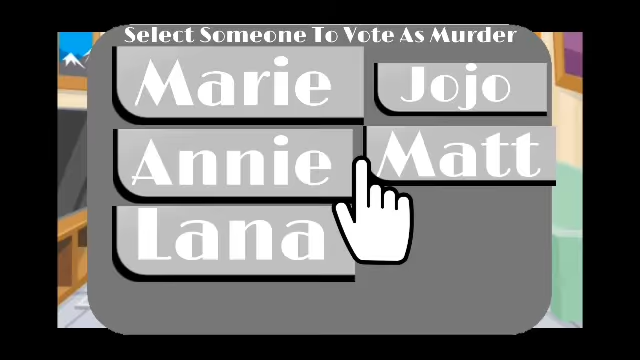 Select Someone To Vote As Murder
Marie
Jojo
Annie
Matt
Lana